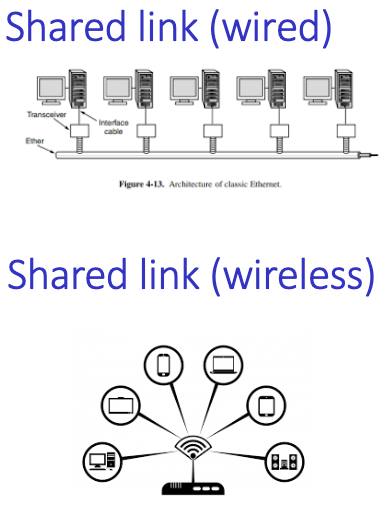 Shared link (wired)
Transceiver
Interface
cable
Ether
Figure 4-13. Architecture of classic Ethernet.
Shared link (wireless)